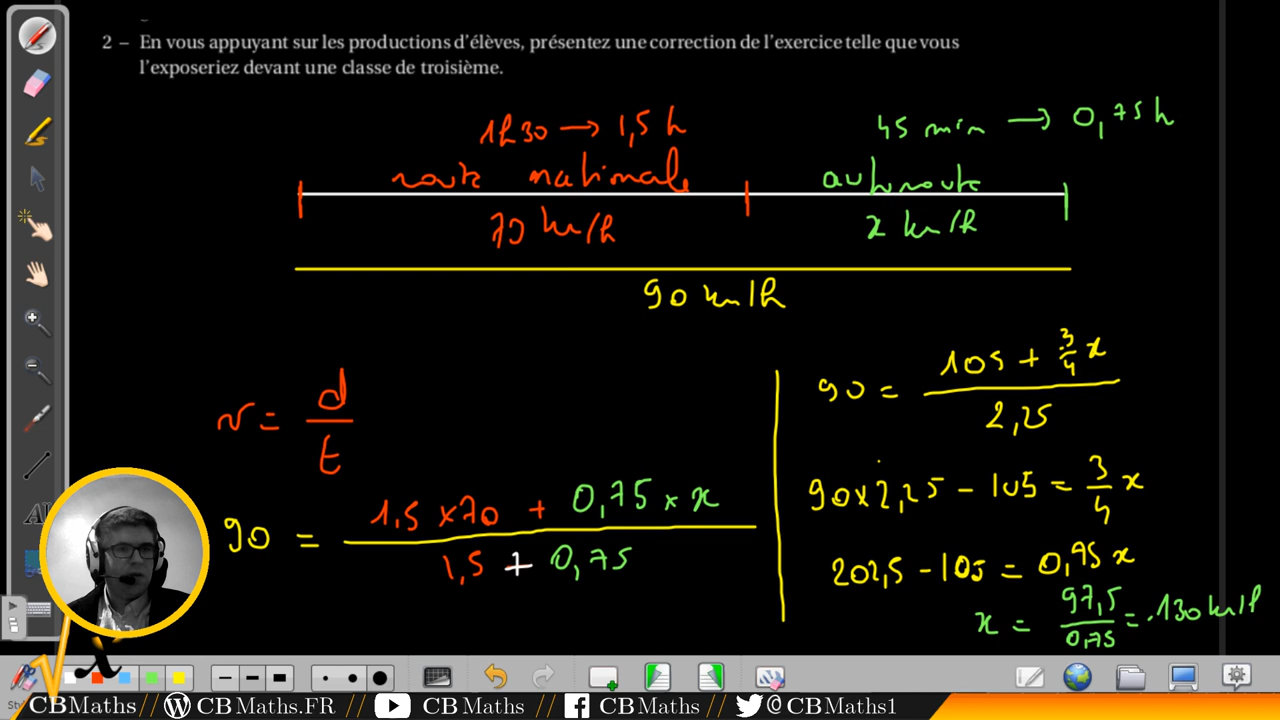 2 – En vous appuyant sur les productions d'élèves, présentez une correction de l'exercice telle que vous
l'exposeriez devant une classe de troisième.
1h30 → 1,5 h
45 min → 0,75 h
route nationale
autoroute
70 km/h
x km/h
90 km/h
v = d/t
90 = (1,5 × 70 + 0,75 × x)/(1,5 + 0,75)
90 = (105 + 3/4 x)/2,25
90 × 2,25 - 105 = 3/4 x
202,5 - 105 = 0,75 x
x = 97,5/0,75 = 130 km/h
CBMaths // CBMaths.FR // CBMaths // CBMaths // @CBMaths1